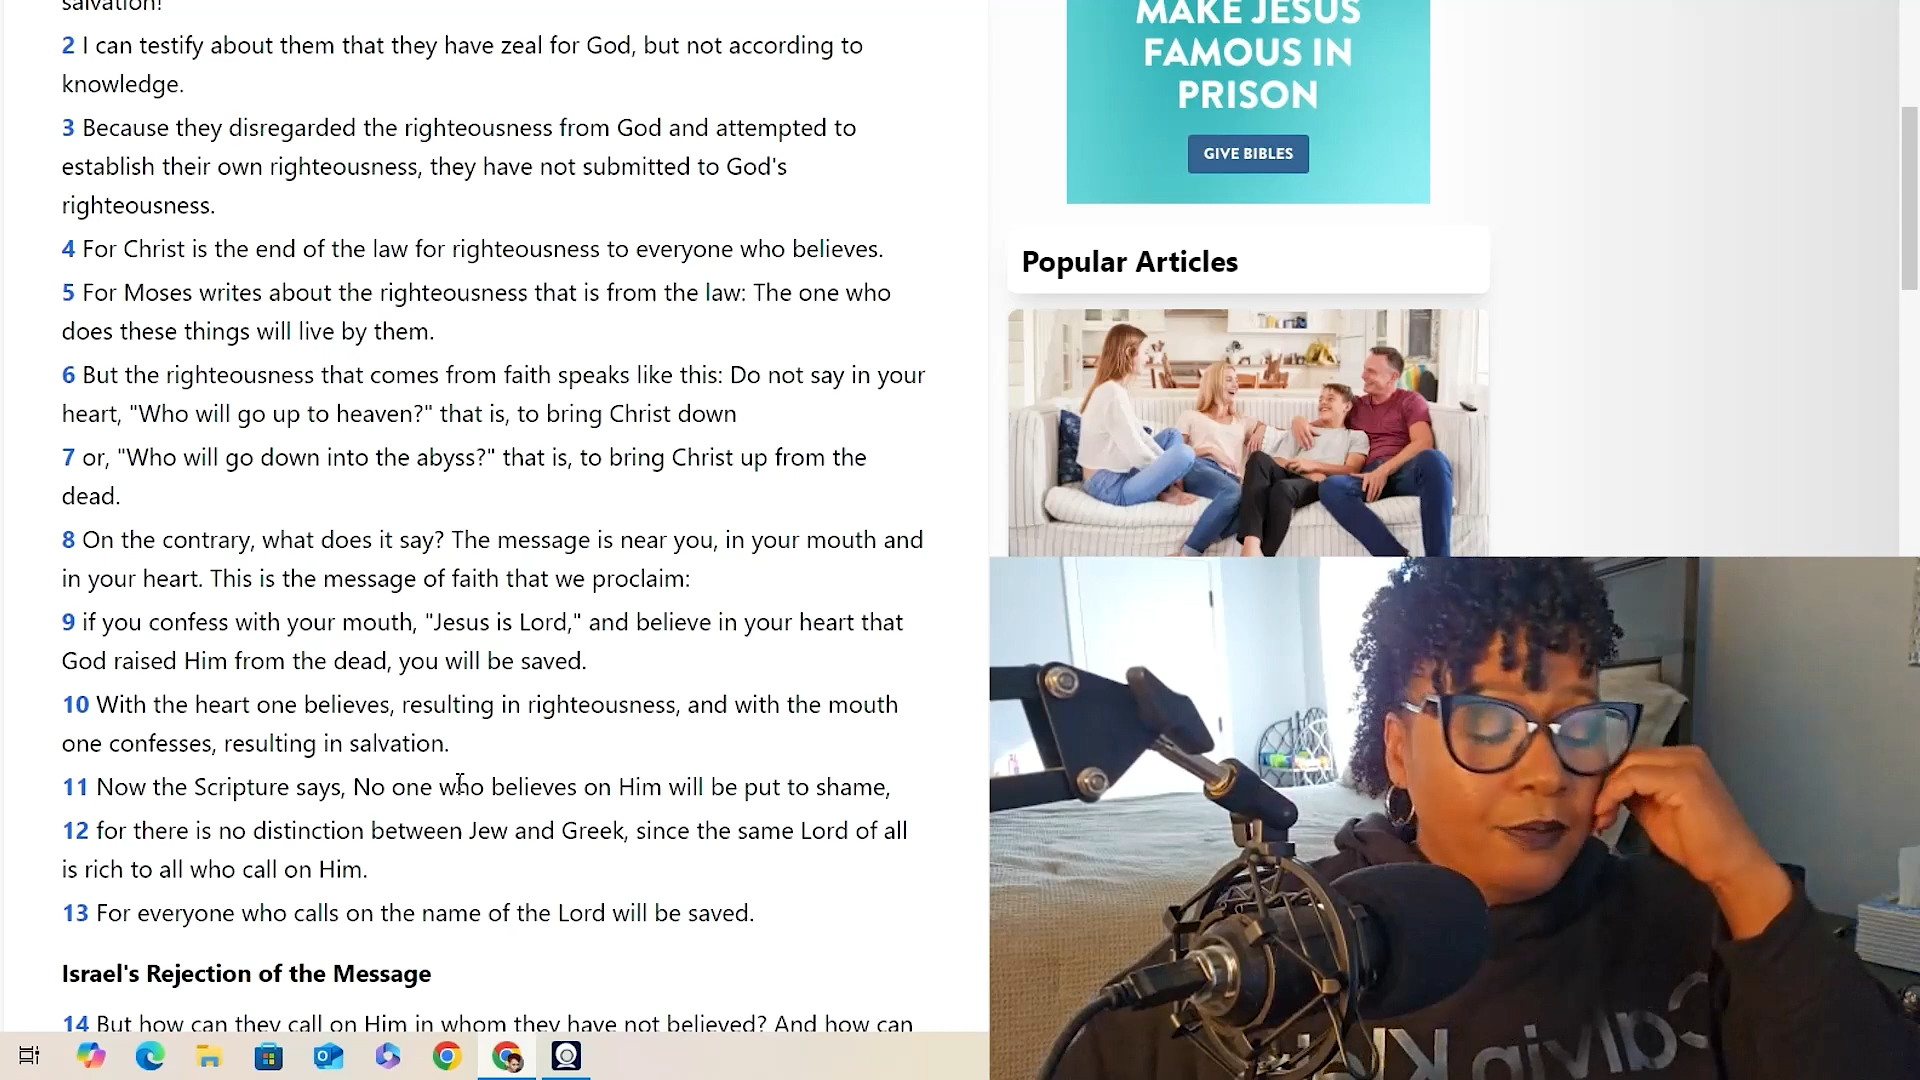 salvation!
2 I can testify about them that they have zeal for God, but not according to
knowledge.
3 Because they disregarded the righteousness from God and attempted to
establish their own righteousness, they have not submitted to God's
righteousness.
4 For Christ is the end of the law for righteousness to everyone who believes.
5 For Moses writes about the righteousness that is from the law: The one who
does these things will live by them.
6 But the righteousness that comes from faith speaks like this: Do not say in your
heart, "Who will go up to heaven?" that is, to bring Christ down
7 or, "Who will go down into the abyss?" that is, to bring Christ up from the
dead.
8 On the contrary, what does it say? The message is near you, in your mouth and
in your heart. This is the message of faith that we proclaim:
9 if you confess with your mouth, "Jesus is Lord," and believe in your heart that
God raised Him from the dead, you will be saved.
10 With the heart one believes, resulting in righteousness, and with the mouth
one confesses, resulting in salvation.
11 Now the Scripture says, No one who believes on Him will be put to shame,
12 for there is no distinction between Jew and Greek, since the same Lord of all
is rich to all who call on Him.
13 For everyone who calls on the name of the Lord will be saved.
Israel's Rejection of the Message
14 But how can they call on Him in whom they have not believed? And how can
MAKE JESUS
FAMOUS IN
PRISON
GIVE BIBLES
Popular Articles
Calvin Kl